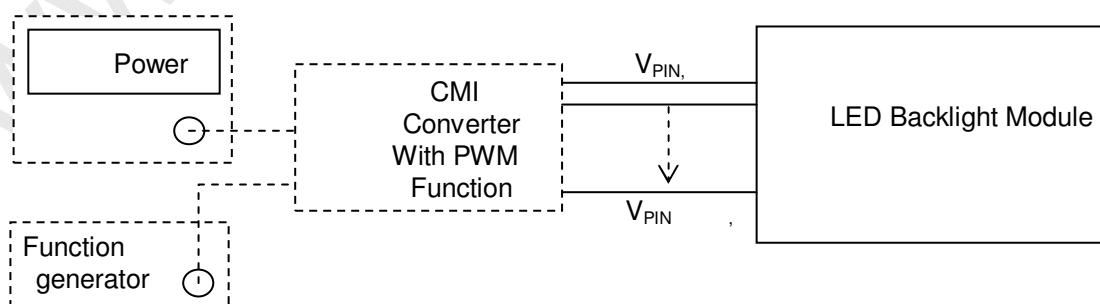 Power
CMI
Converter
With PWM
Function
V_PIN,
V_PIN ,
LED Backlight Module
Function
generator